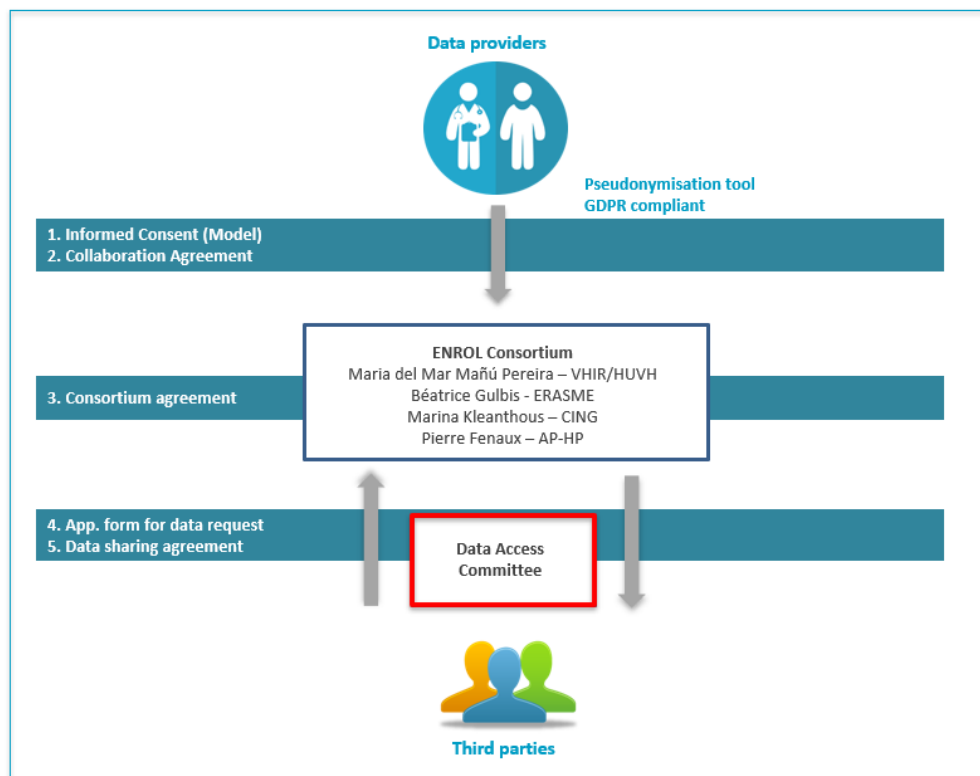 Data providers
Pseudonymisation tool
GDPR compliant
1. Informed Consent (Model)
2. Collaboration Agreement
ENROL Consortium
Maria del Mar Mañú Pereira – VHIR/HUVH
Béatrice Gulbis - ERASME
Marina Kleanthous – CING
Pierre Fenaux – AP-HP
3. Consortium agreement
4. App. form for data request
5. Data sharing agreement
Data Access
Committee
Third parties